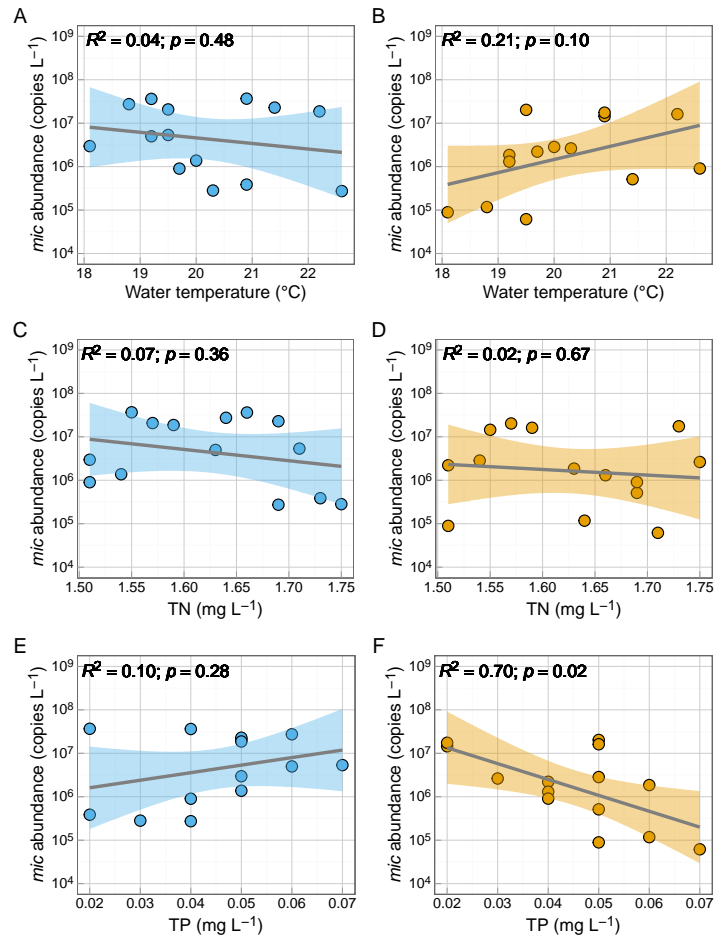 A
R² = 0.04; p = 0.48
10⁹
10⁸
10⁷
10⁶
10⁵
10⁴
mic abundance (copies L⁻¹)
18 19 20 21 22
Water temperature (°C)
B
R² = 0.21; p = 0.10
10⁹
10⁸
10⁷
10⁶
10⁵
10⁴
mic abundance (copies L⁻¹)
18 19 20 21 22
Water temperature (°C)
C
R² = 0.07; p = 0.36
10⁹
10⁸
10⁷
10⁶
10⁵
10⁴
mic abundance (copies L⁻¹)
1.50 1.55 1.60 1.65 1.70 1.75
TN (mg L⁻¹)
D
R² = 0.02; p = 0.67
10⁹
10⁸
10⁷
10⁶
10⁵
10⁴
mic abundance (copies L⁻¹)
1.50 1.55 1.60 1.65 1.70 1.75
TN (mg L⁻¹)
E
R² = 0.10; p = 0.28
10⁹
10⁸
10⁷
10⁶
10⁵
10⁴
mic abundance (copies L⁻¹)
0.02 0.03 0.04 0.05 0.06 0.07
TP (mg L⁻¹)
F
R² = 0.70; p = 0.02
10⁹
10⁸
10⁷
10⁶
10⁵
10⁴
mic abundance (copies L⁻¹)
0.02 0.03 0.04 0.05 0.06 0.07
TP (mg L⁻¹)